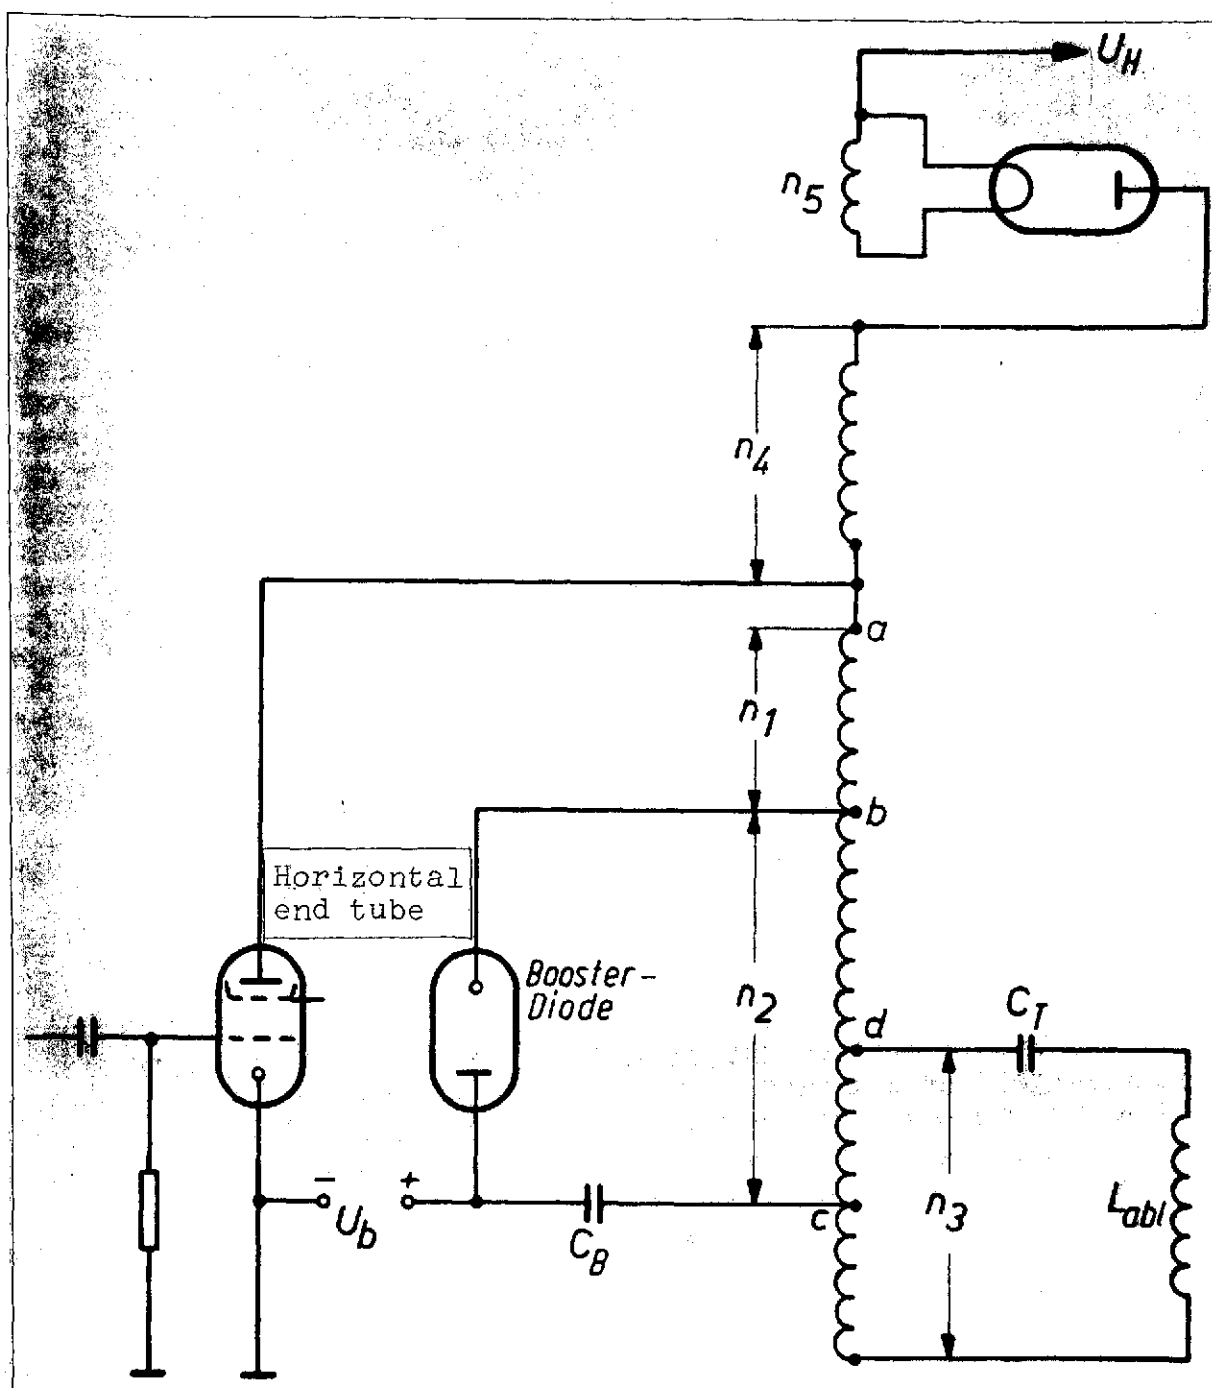 U_H
n_5
n_4
a
n_1
b
Horizontal
end tube
Booster-
Diode
n_2
d
C_T
- +
U_b
C_B
c
n_3
L_abl